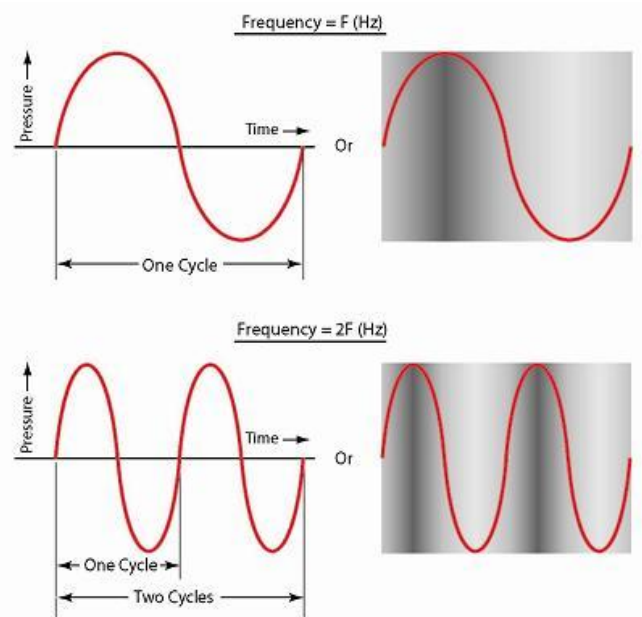 Frequency = F (Hz)
Pressure
Time
Or
One Cycle
Frequency = 2F (Hz)
Pressure
Time
Or
One Cycle
Two Cycles